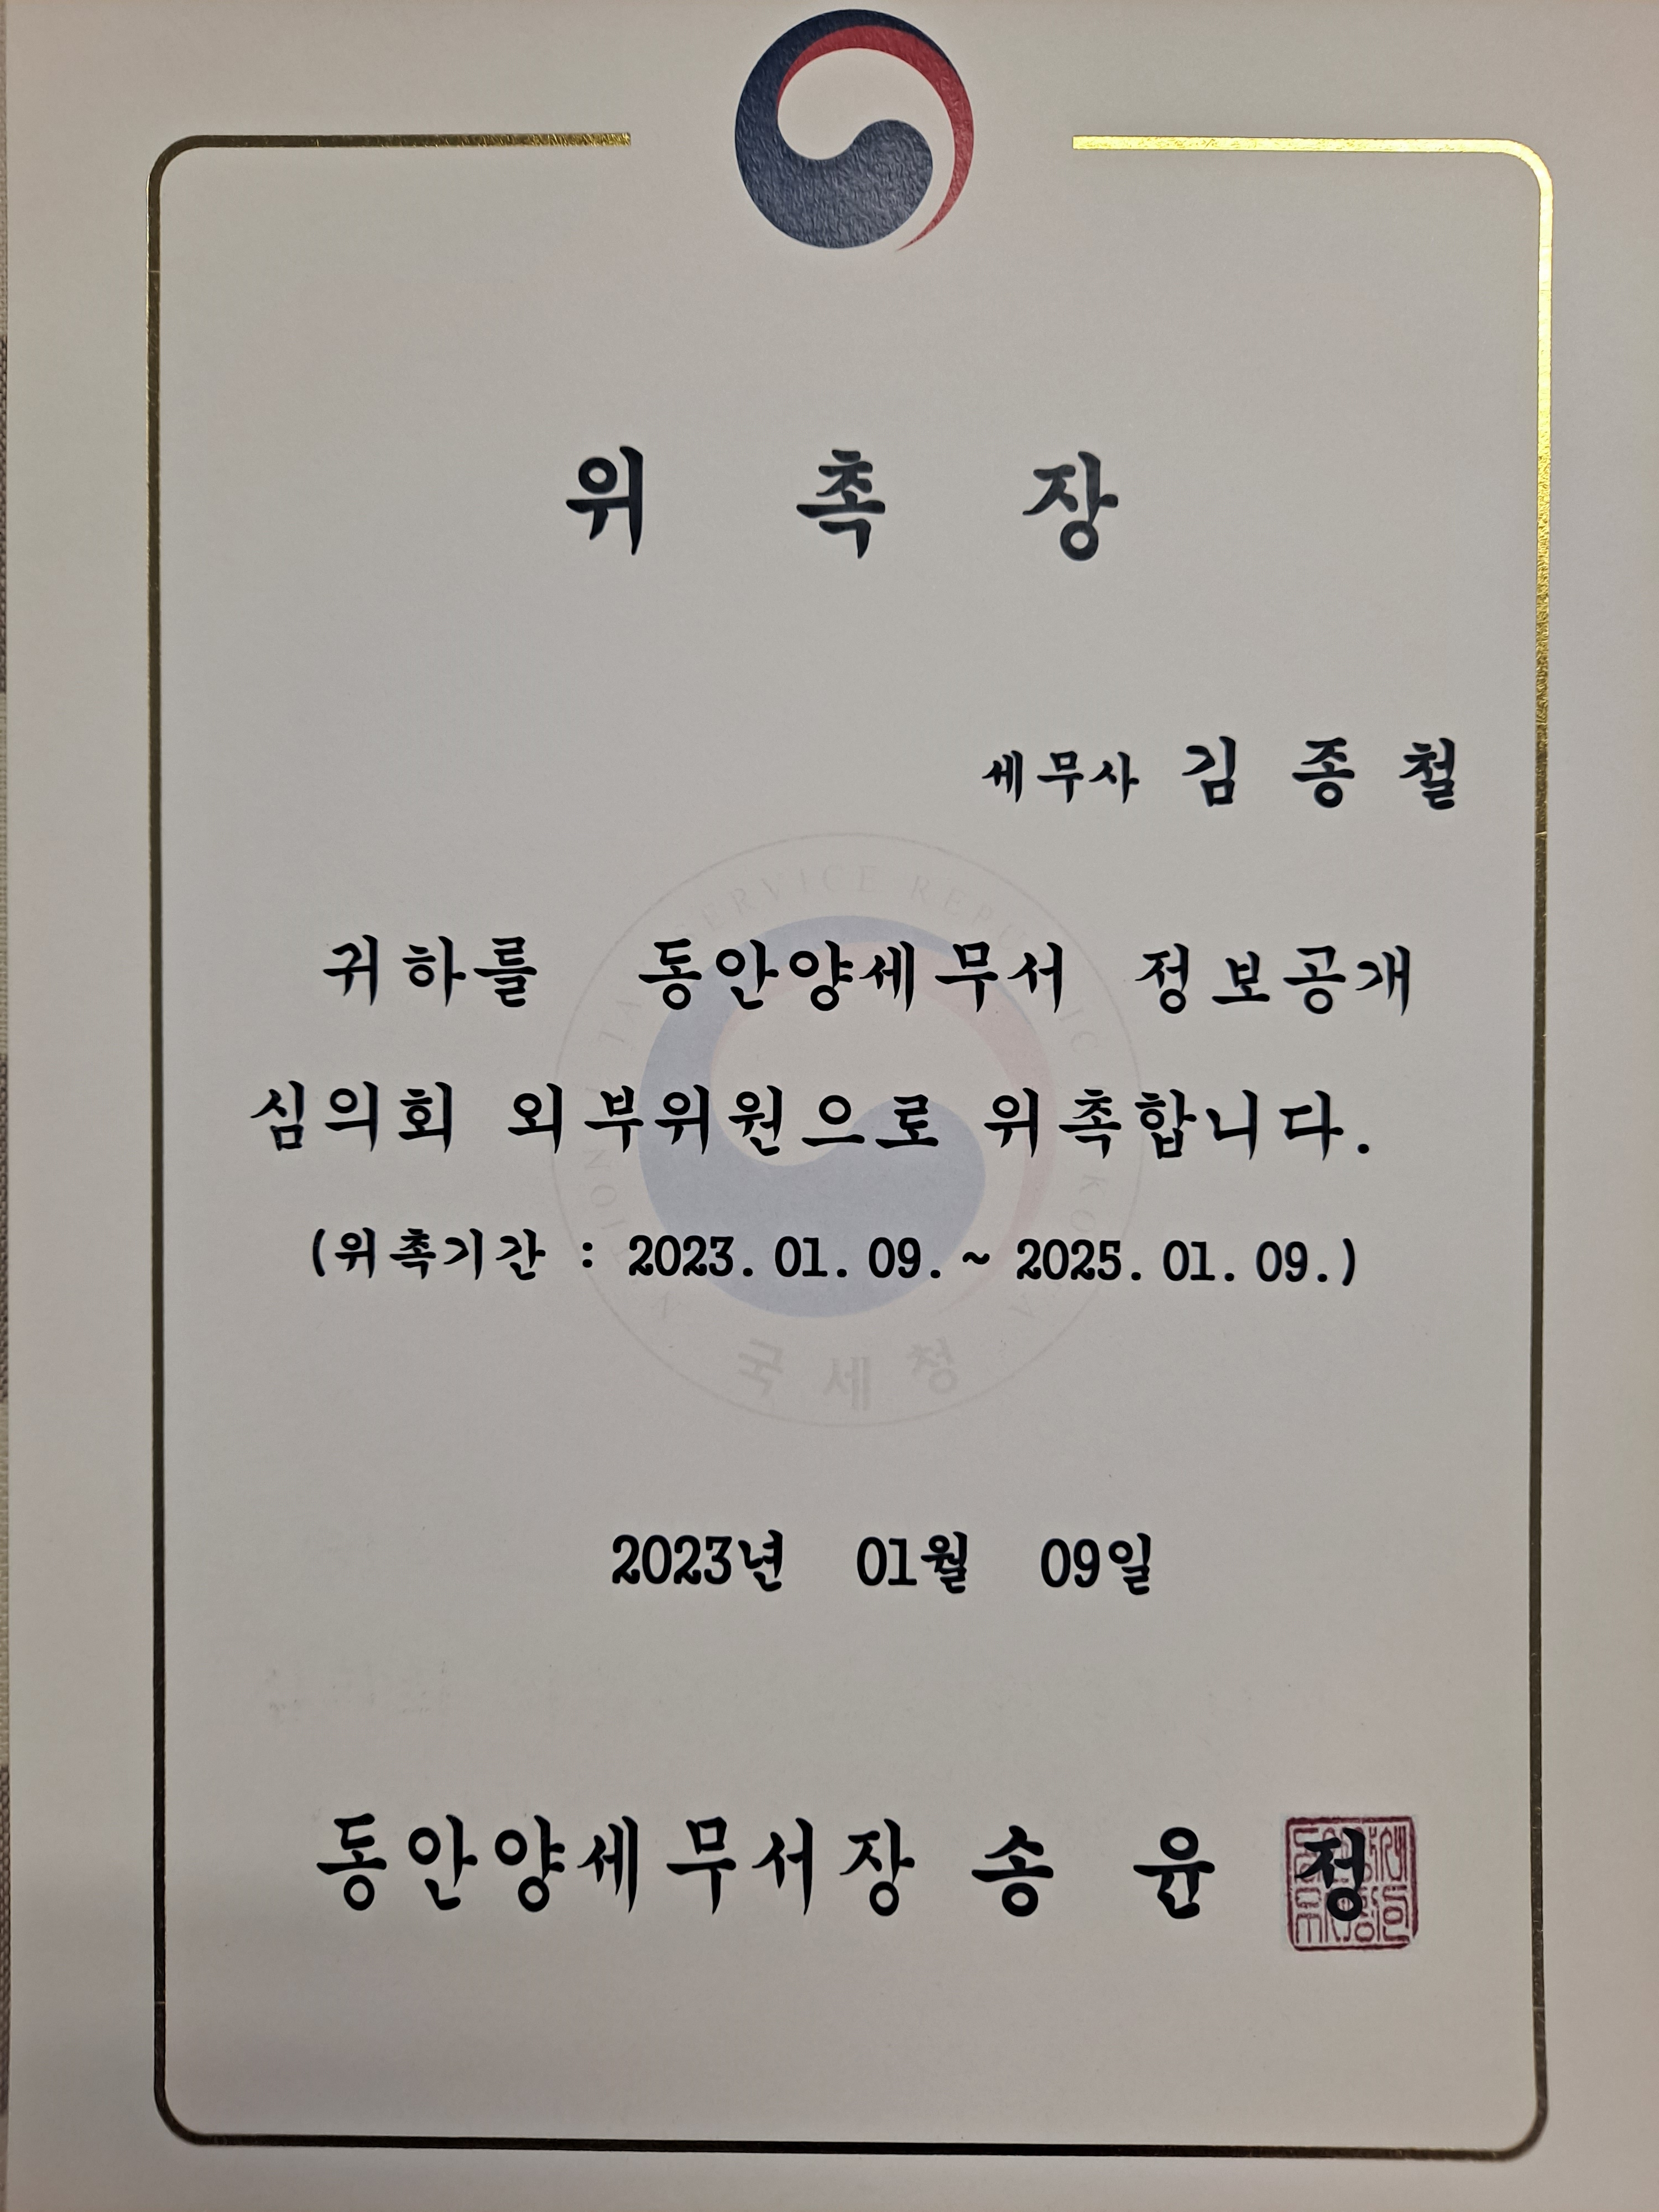 위 촉 장
세무사 김 종 철
귀하를 동안양세무서 정보공개
심의회 외부위원으로 위촉합니다.
(위촉기간 : 2023. 01. 09. ~ 2025. 01. 09.)
국세청
2023년 01월 09일
동안양세무서장 송 윤 정